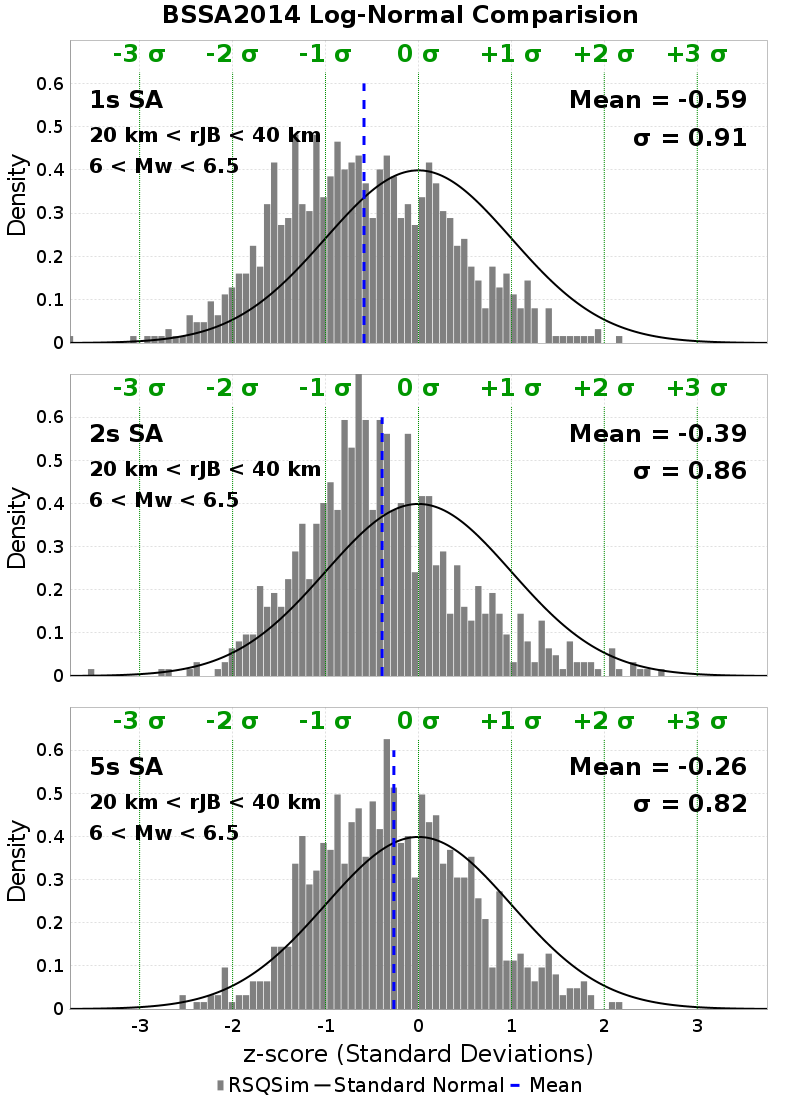 BSSA2014 Log-Normal Comparision
-3 σ -2 σ -1 σ 0 σ +1 σ +2 σ +3 σ
1s SA
Mean = -0.59
20 km < rJB < 40 km
σ = 0.91
6 < Mw < 6.5
0.6
0.5
0.4
0.3
0.2
0.1
0
Density
-3 σ -2 σ -1 σ 0 σ +1 σ +2 σ +3 σ
2s SA
Mean = -0.39
20 km < rJB < 40 km
σ = 0.86
6 < Mw < 6.5
0.6
0.5
0.4
0.3
0.2
0.1
0
Density
-3 σ -2 σ -1 σ 0 σ +1 σ +2 σ +3 σ
5s SA
Mean = -0.26
20 km < rJB < 40 km
σ = 0.82
6 < Mw < 6.5
0.6
0.5
0.4
0.3
0.2
0.1
0
Density
-3 -2 -1 0 1 2 3
z-score (Standard Deviations)
RSQSim Standard Normal Mean